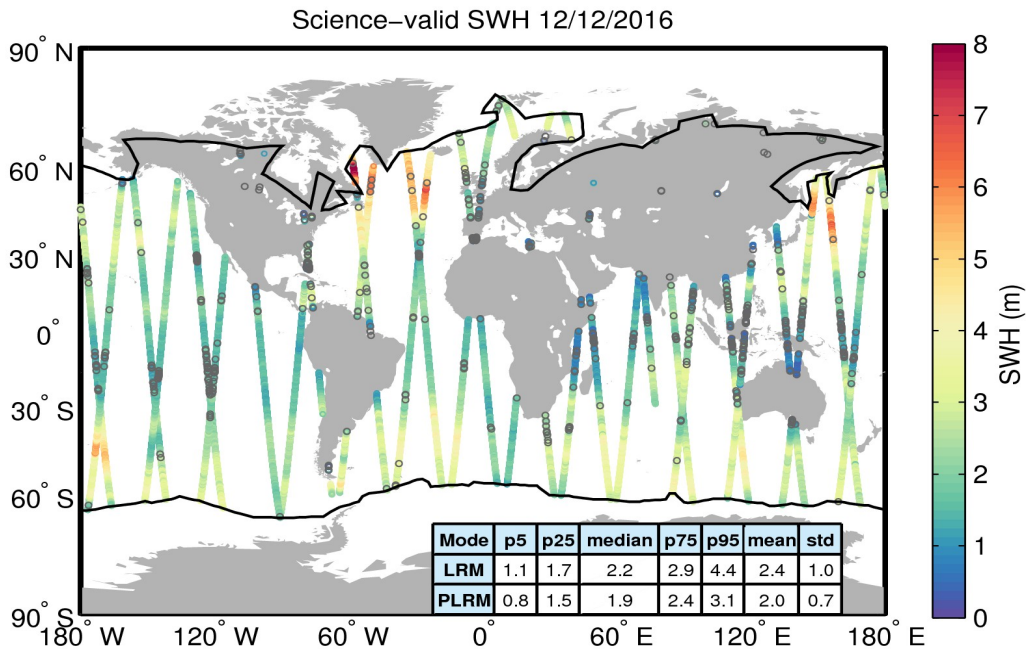 Science−valid SWH 12/12/2016
90° N
60° N
30° N
0°
30° S
60° S
90° S
180° W
120° W
60° W
0°
60° E
120° E
180° E
Mode p5 p25 median p75 p95 mean std
LRM 1.1 1.7 2.2 2.9 4.4 2.4 1.0
PLRM 0.8 1.5 1.9 2.4 3.1 2.0 0.7
8
7
6
5
4
3
2
1
0
SWH (m)